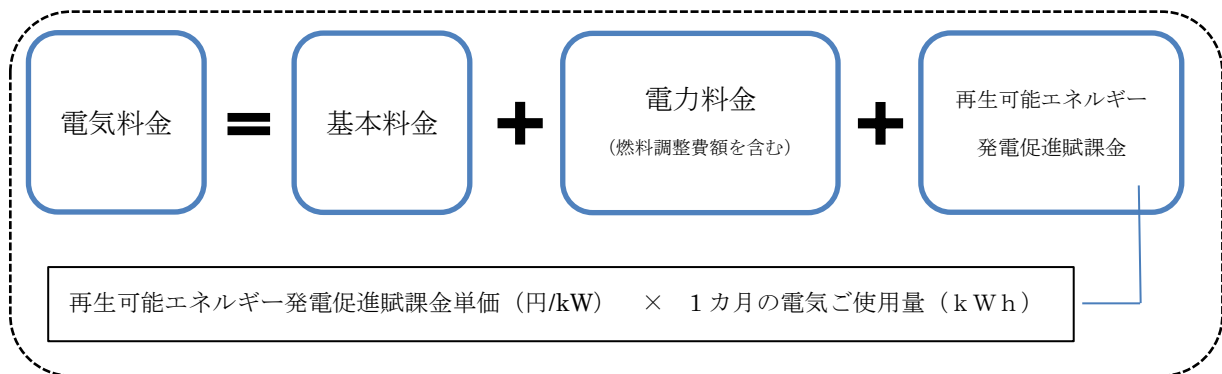 電気料金
=
基本料金
+
電力料金
(燃料調整費額を含む)
+
再生可能エネルギー
発電促進賦課金
再生可能エネルギー発電促進賦課金単価（円/kW） × 1カ月の電気ご使用量（ｋWｈ）